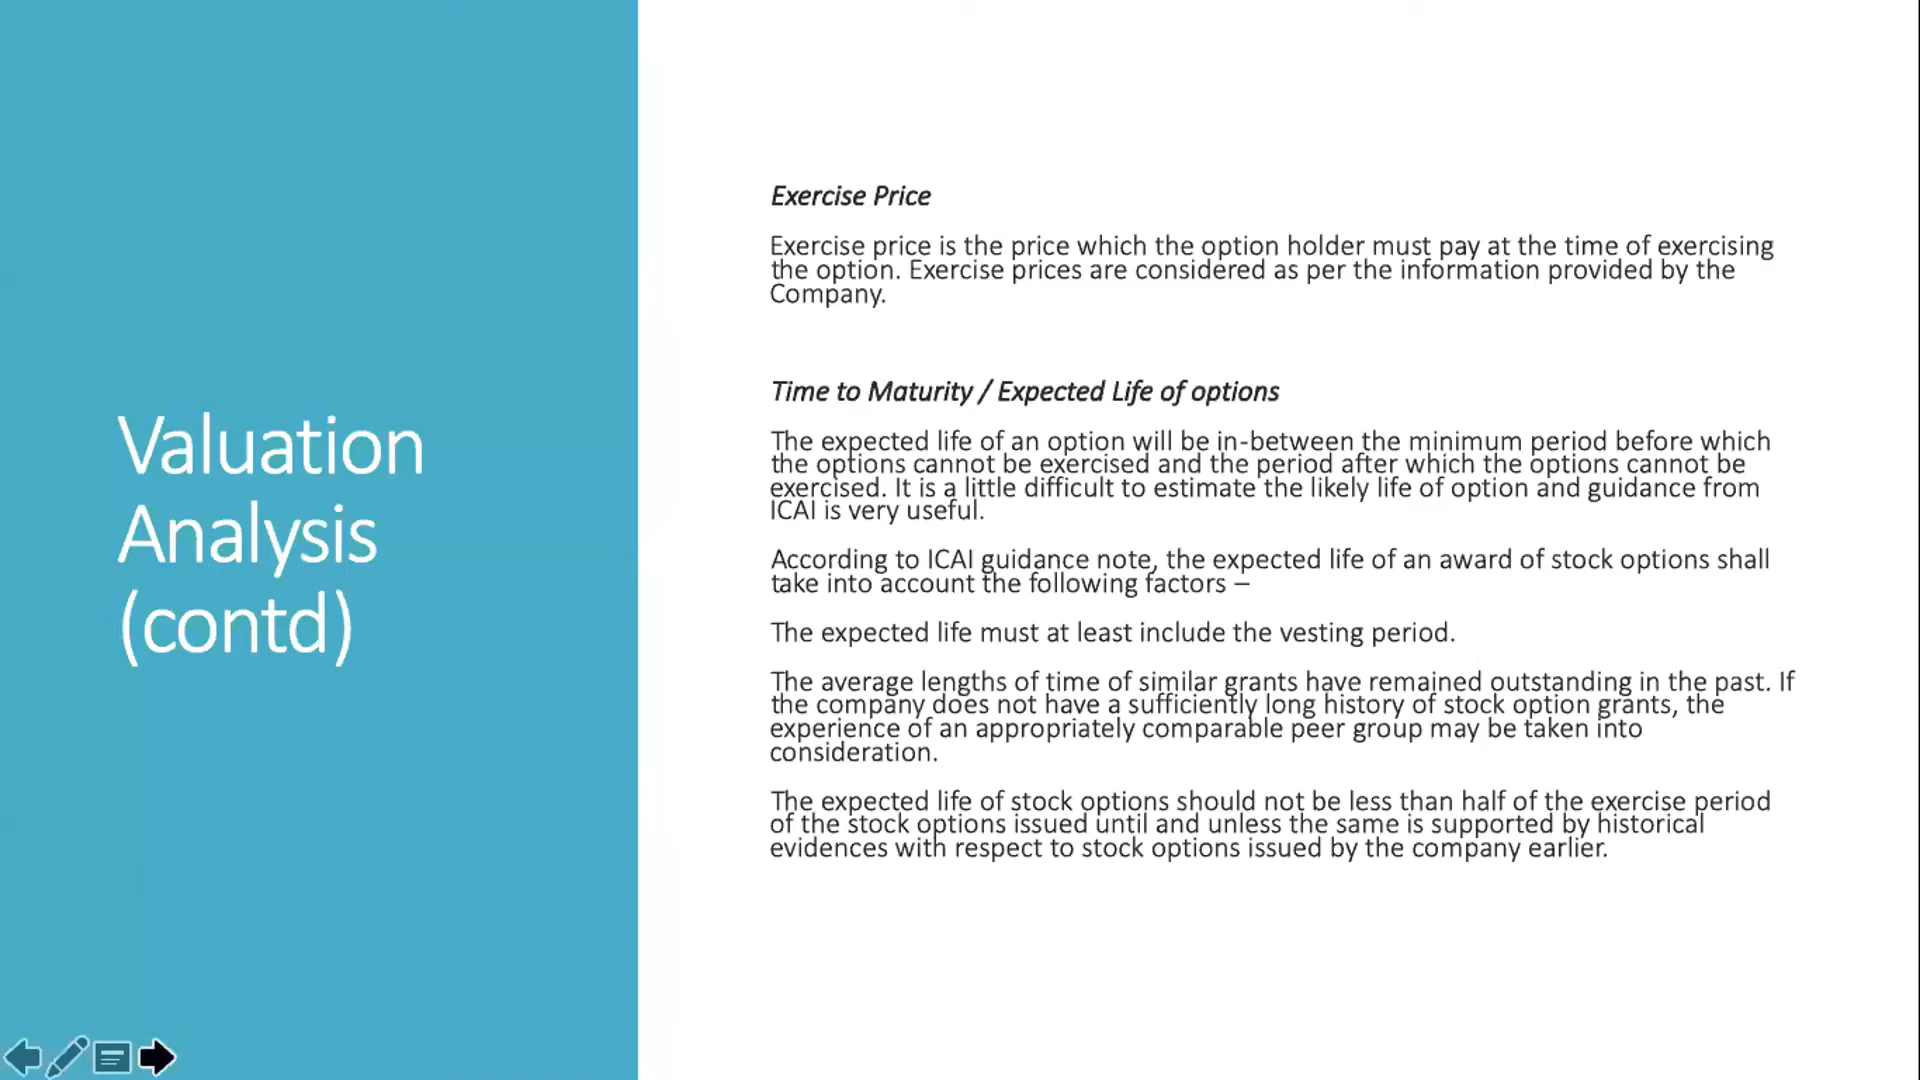 Valuation
Analysis
(contd)
Exercise Price
Exercise price is the price which the option holder must pay at the time of exercising
the option. Exercise prices are considered as per the information provided by the
Company.
Time to Maturity / Expected Life of options
The expected life of an option will be in-between the minimum period before which
the options cannot be exercised and the period after which the options cannot be
exercised. It is a little difficult to estimate the likely life of option and guidance from
ICAI is very useful.
According to ICAI guidance note, the expected life of an award of stock options shall
take into account the following factors –
The expected life must at least include the vesting period.
The average lengths of time of similar grants have remained outstanding in the past. If
the company does not have a sufficiently long history of stock option grants, the
experience of an appropriately comparable peer group may be taken into
consideration.
The expected life of stock options should not be less than half of the exercise period
of the stock options issued until and unless the same is supported by historical
evidences with respect to stock options issued by the company earlier.